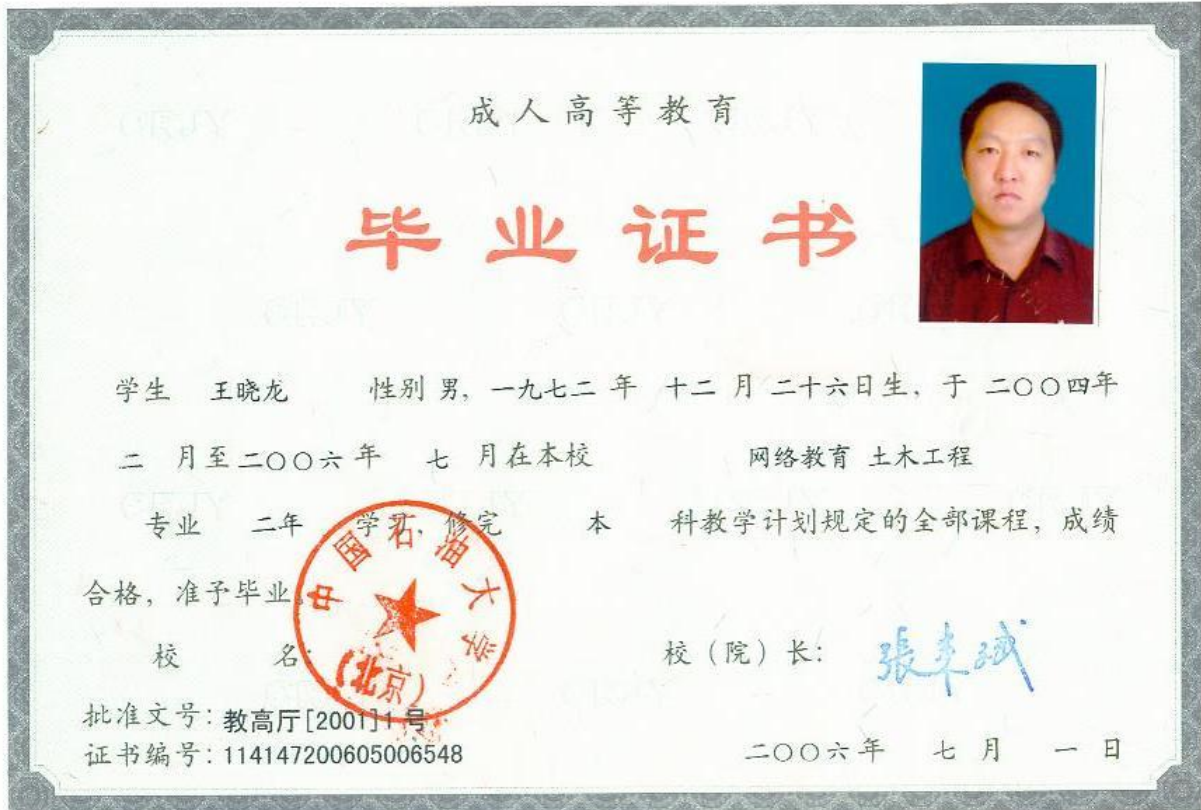 成人高等教育
毕业证书
学生 王晓龙 性别 男, 一九七二 年 十二 月 二十六日生, 于 二〇〇四年
二 月至二〇〇六年 七 月在本校 网络教育 土木工程
专业 二年 学习, 修完 本 科教学计划规定的全部课程, 成绩
合格, 准予毕业。
中国石油大学
(北京)
校 名: 校(院)长: 張來斌
批准文号: 教高厅[2001]1 号
证书编号: 114147200605006548 二〇〇六年 七 月 一 日